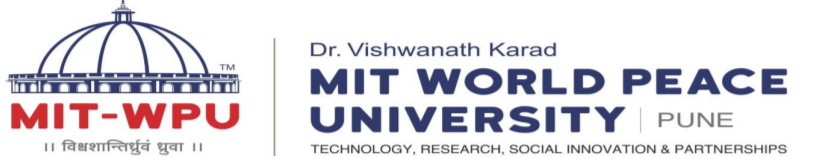 TM
MIT-WPU
॥ विश्वशान्तिर्ध्रुवं ध्रुवा ॥
Dr. Vishwanath Karad
MIT WORLD PEACE
UNIVERSITY | PUNE
TECHNOLOGY, RESEARCH, SOCIAL INNOVATION & PARTNERSHIPS